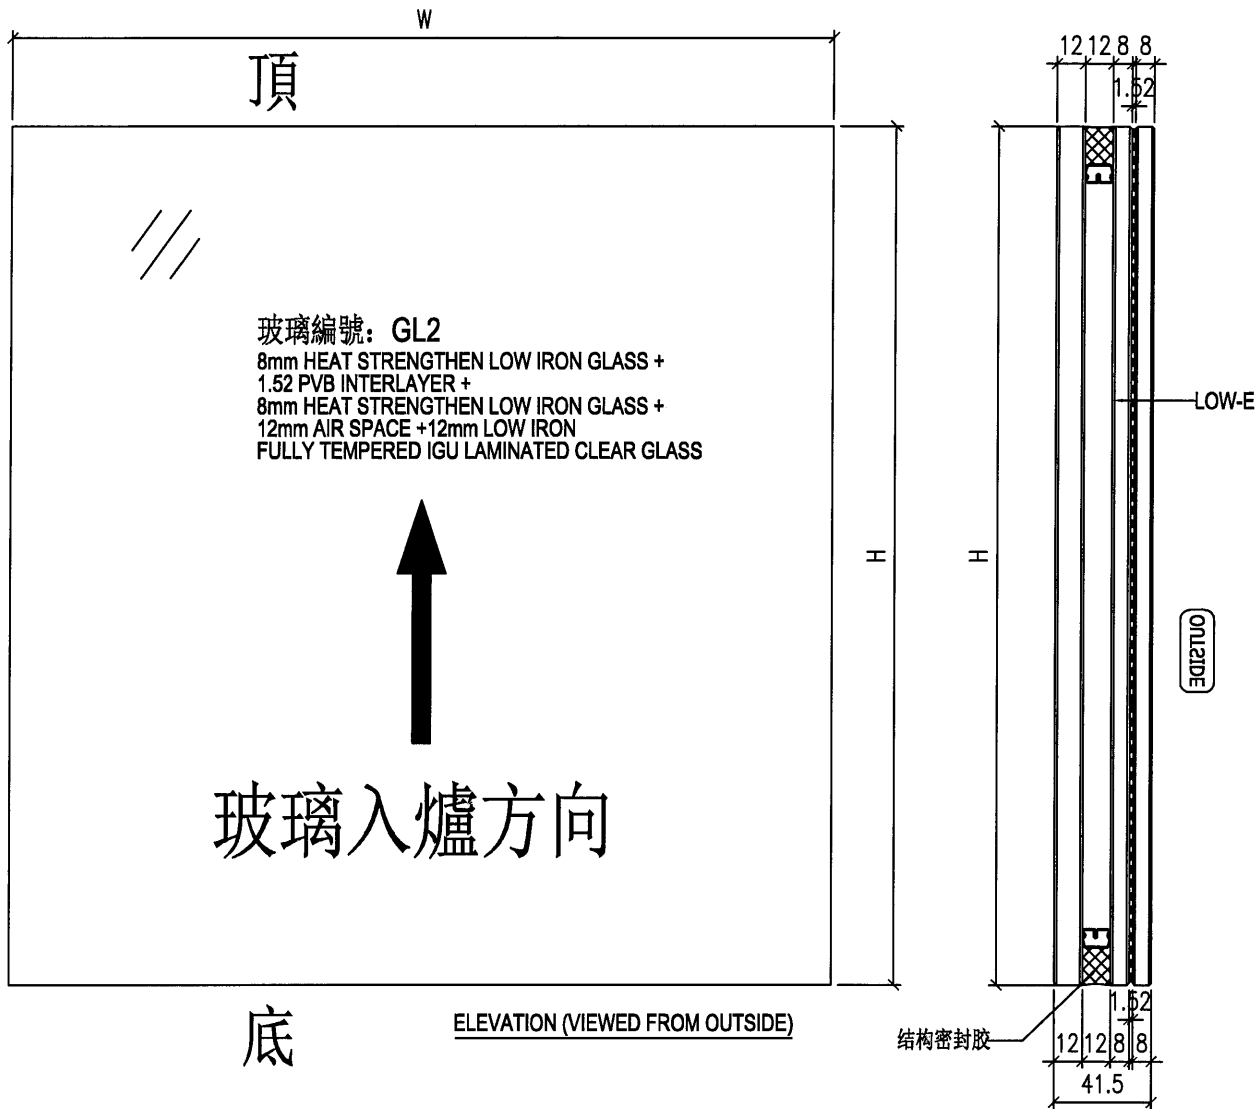 W
頂
12 12 8 8
1.52
玻璃編號：GL2
8mm HEAT STRENGTHEN LOW IRON GLASS +
1.52 PVB INTERLAYER +
8mm HEAT STRENGTHEN LOW IRON GLASS +
12mm AIR SPACE +12mm LOW IRON
FULLY TEMPERED IGU LAMINATED CLEAR GLASS
LOW-E
H
H
OUTSIDE
玻璃入爐方向
底
ELEVATION (VIEWED FROM OUTSIDE)
结构密封胶
1.52
12 12 8 8
41.5